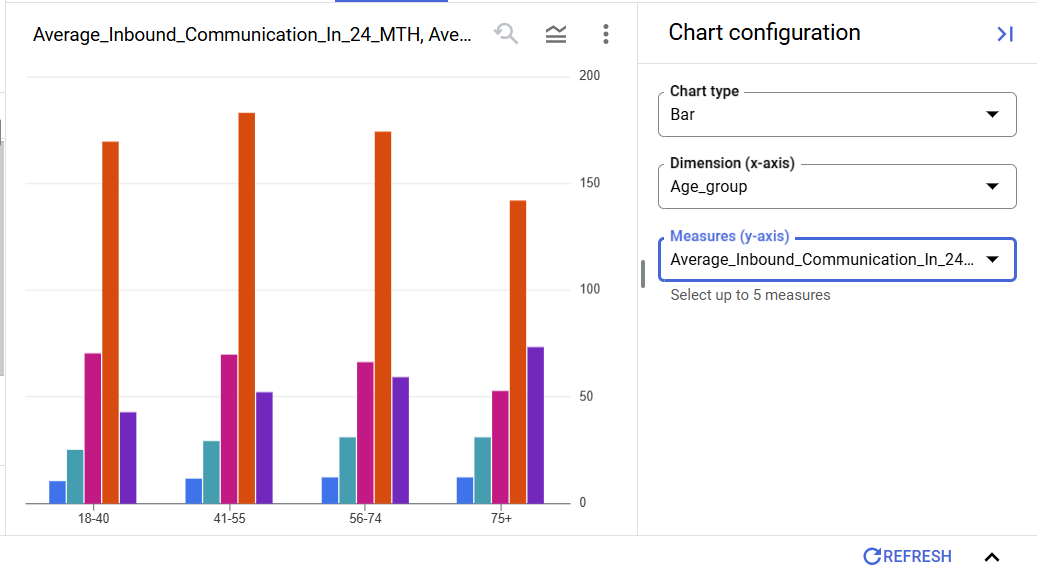 Average_Inbound_Communication_In_24_MTH, Ave...
200
150
100
50
0
18-40
41-55
56-74
75+
Chart configuration
Chart type
Bar
Dimension (x-axis)
Age_group
Measures (y-axis)
Average_Inbound_Communication_In_24...
Select up to 5 measures
REFRESH